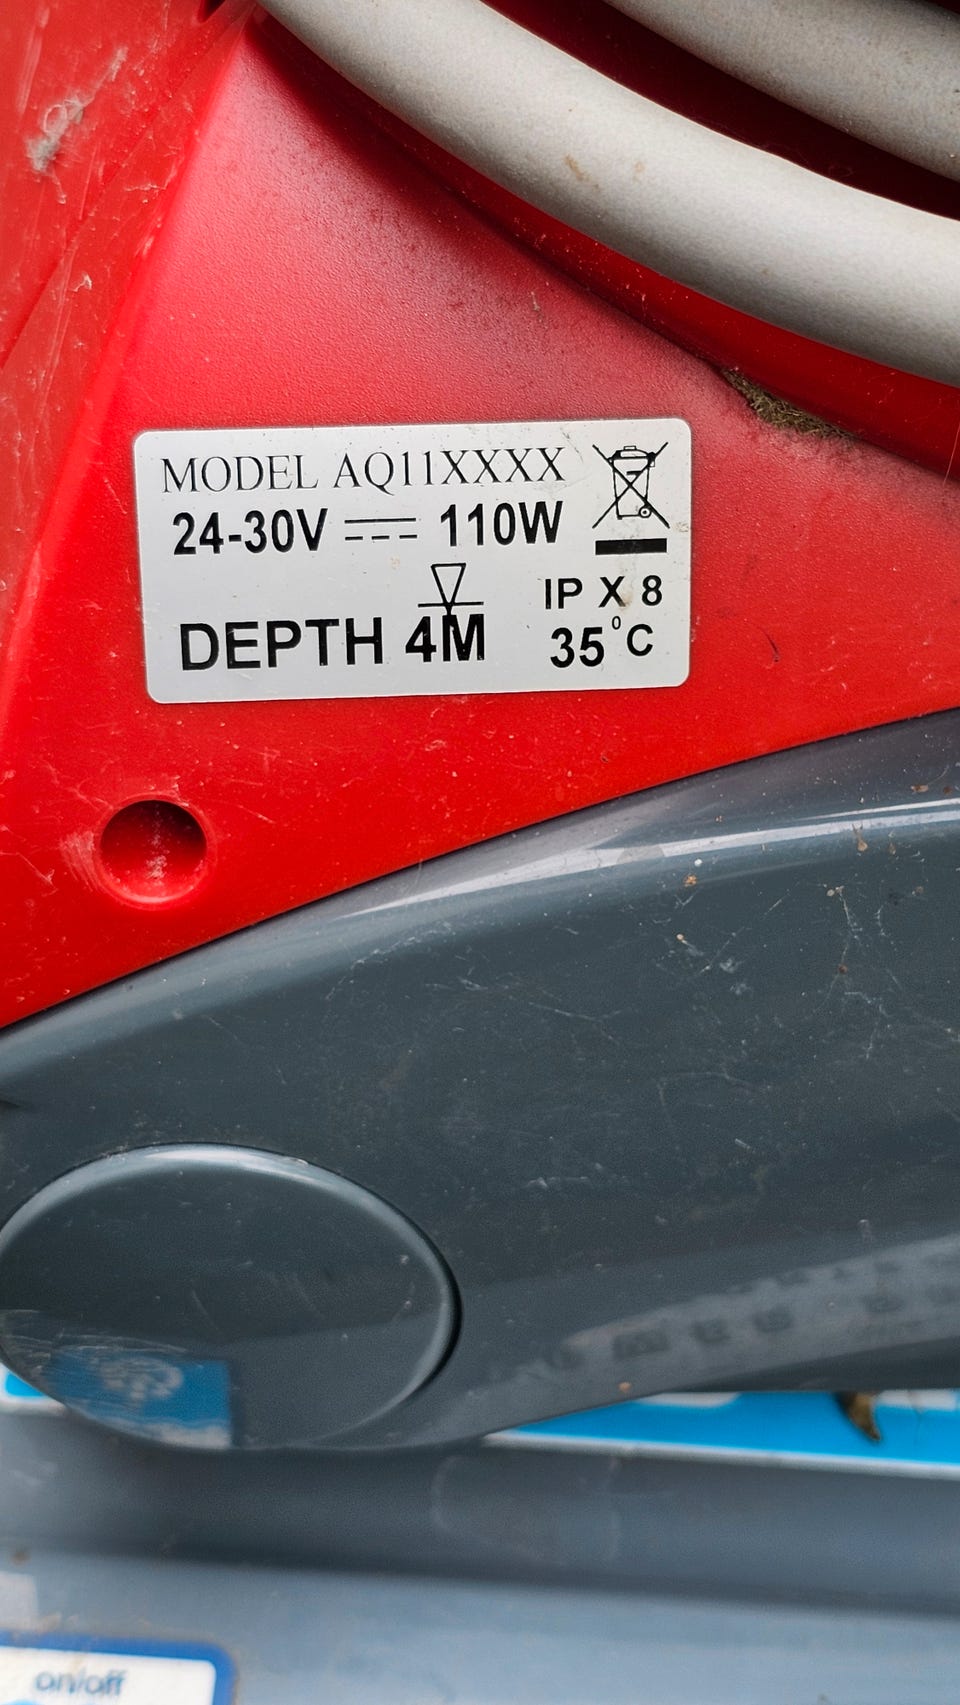 MODEL AQ11XXXX
24-30V ⎓ 110W
IP X 8
DEPTH 4M
35°C
on/off